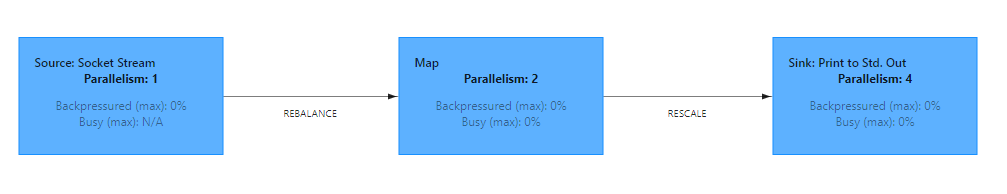 Source: Socket Stream
Parallelism: 1
Backpressured (max): 0%
Busy (max): N/A
REBALANCE
Map
Parallelism: 2
Backpressured (max): 0%
Busy (max): 0%
RESCALE
Sink: Print to Std. Out
Parallelism: 4
Backpressured (max): 0%
Busy (max): 0%